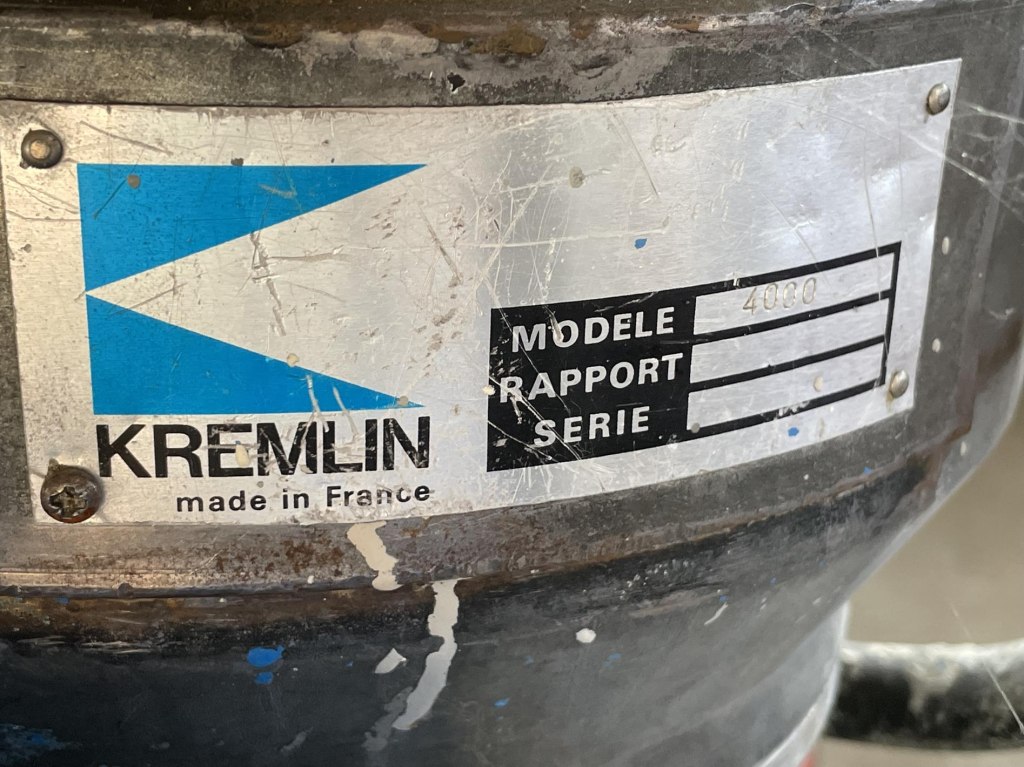 KREMLIN
made in France
MODELE 4000
RAPPORT
SERIE